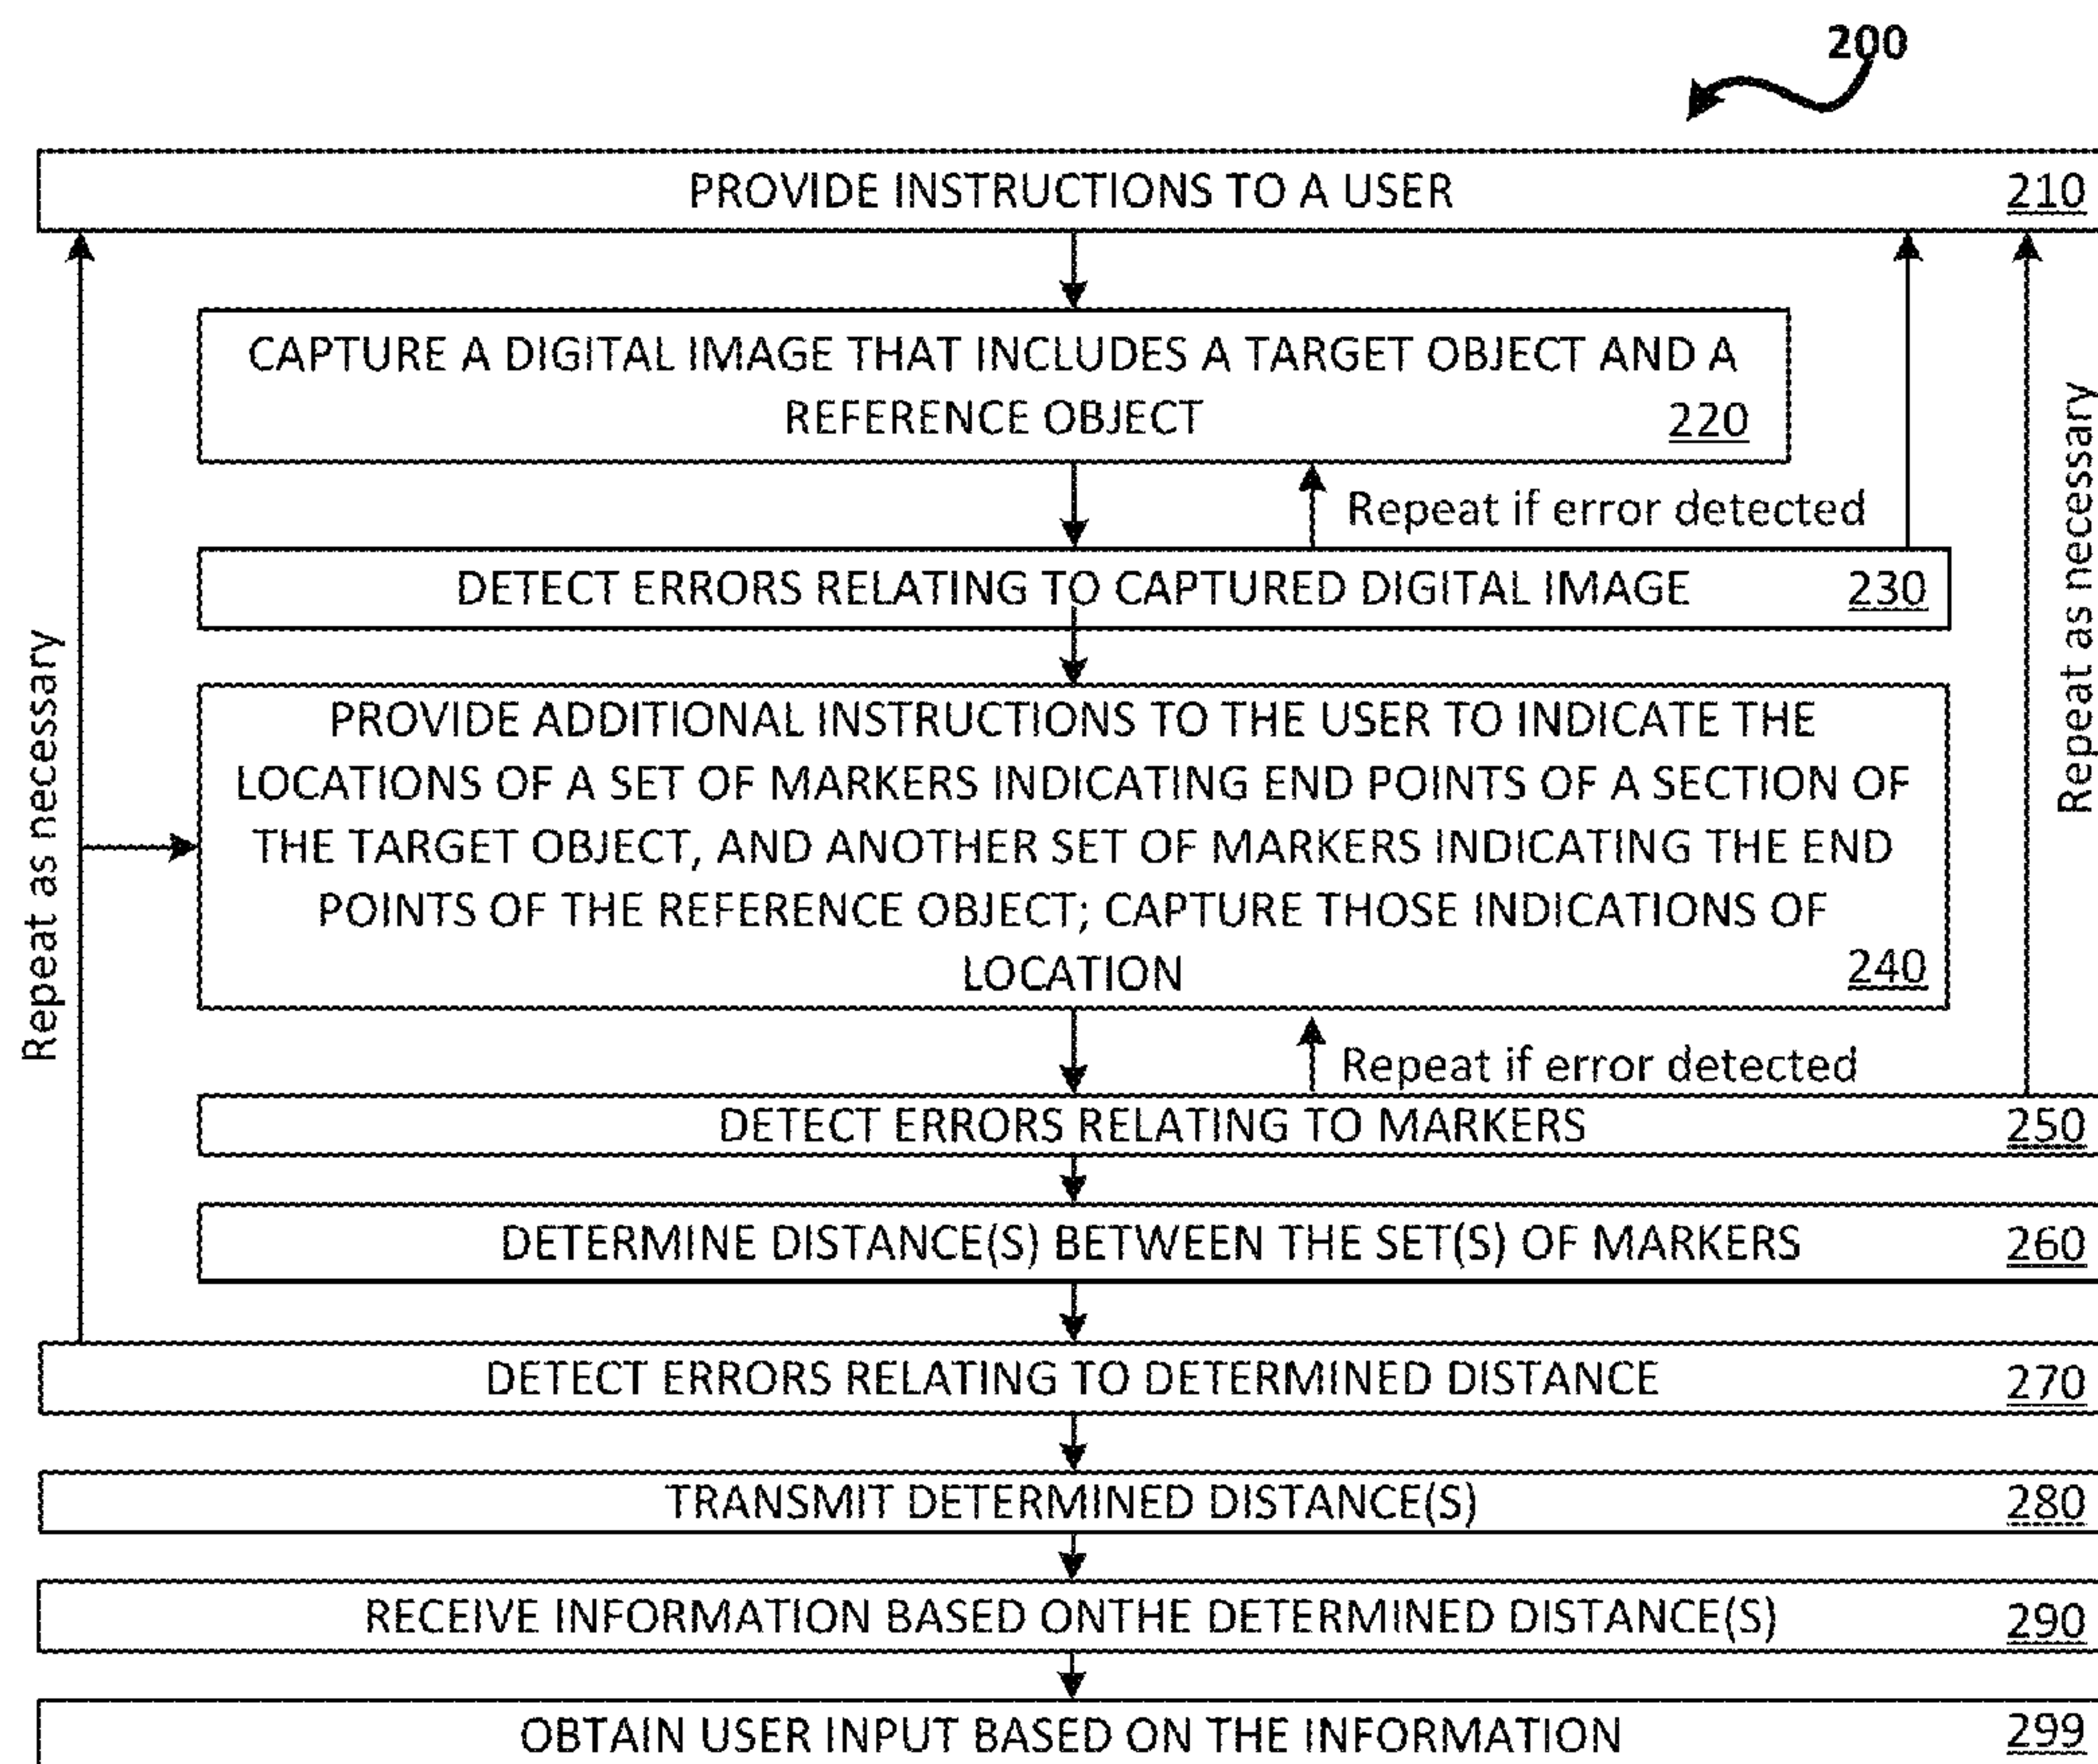 200
PROVIDE INSTRUCTIONS TO A USER 210
CAPTURE A DIGITAL IMAGE THAT INCLUDES A TARGET OBJECT AND A
REFERENCE OBJECT 220
Repeat if error detected
DETECT ERRORS RELATING TO CAPTURED DIGITAL IMAGE 230
PROVIDE ADDITIONAL INSTRUCTIONS TO THE USER TO INDICATE THE
LOCATIONS OF A SET OF MARKERS INDICATING END POINTS OF A SECTION OF
THE TARGET OBJECT, AND ANOTHER SET OF MARKERS INDICATING THE END
POINTS OF THE REFERENCE OBJECT; CAPTURE THOSE INDICATIONS OF
LOCATION 240
Repeat if error detected
DETECT ERRORS RELATING TO MARKERS 250
DETERMINE DISTANCE(S) BETWEEN THE SET(S) OF MARKERS 260
DETECT ERRORS RELATING TO DETERMINED DISTANCE 270
TRANSMIT DETERMINED DISTANCE(S) 280
RECEIVE INFORMATION BASED ONTHE DETERMINED DISTANCE(S) 290
OBTAIN USER INPUT BASED ON THE INFORMATION 299
Repeat as necessary
Repeat as necessary